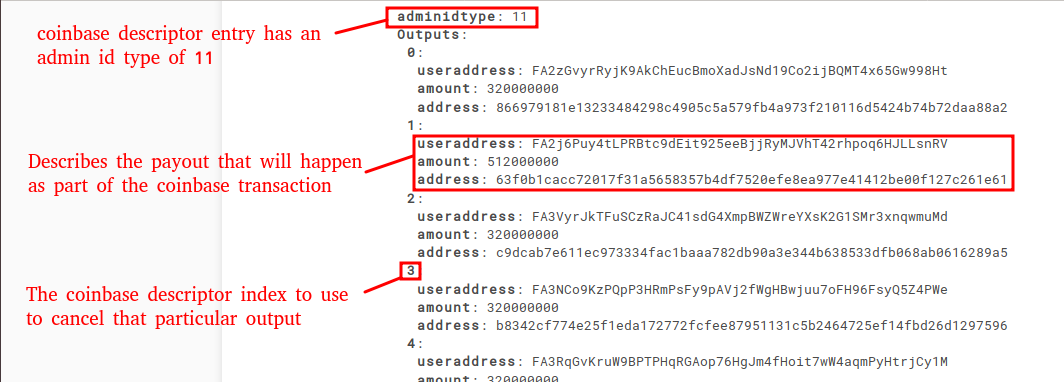 coinbase descriptor entry has an
admin id type of 11
adminidtype: 11
Outputs:
0:
useraddress: FA2zGvyrRyjK9AkChEucBmoXadJsNd19Co2ijBQMT4x65Gw998Ht
amount: 320000000
address: 866979181e13233484298c4905c5a579fb4a973f210116d5424b74b72daa88a2
1:
Describes the payout that will happen
as part of the coinbase transaction
useraddress: FA2j6Puy4tLPRBtc9dEit925eeBjjRyMJVhT42rhpoq6HJLLsnRV
amount: 512000000
address: 63f0b1cacc72017f31a5658357b4df7520efe8ea977e41412be00f127c261e61
2:
useraddress: FA3VyrJkTFuSCzRaJC41sdG4XmpBWZWreYXsK2G1SMr3xnqwmuMd
amount: 320000000
address: c9dcab7e611ec973334fac1baaa782db90a3e344b638533dfb068ab0616289a5
The coinbase descriptor index to use
to cancel that particular output
3
useraddress: FA3NCo9KzPQpP3HRmPsFy9pAVj2fWgHBwjuu7oFH96FsyQ5Z4PWe
amount: 320000000
address: b8342cf774e25f1eda172772fcfee87951131c5b2464725ef14fbd26d1297596
4:
useraddress: FA3RqGvKruW9BPTPHqRGAop76HgJm4fHoit7wW4aqmPyHtrjCy1M
amount: 320000000